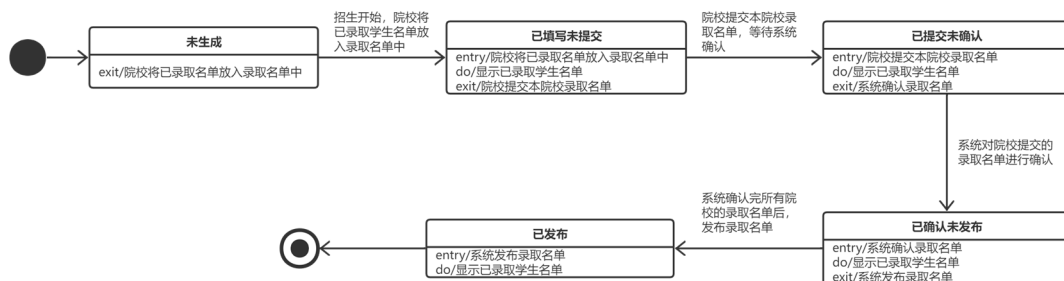 未生成
exit/院校将已录取名单放入录取名单中
招生开始，院校将
已录取学生名单放
入录取名单中
已填写未提交
entry/院校将已录取名单放入录取名单中
do/显示已录取学生名单
exit/院校提交本院校录取名单
院校提交本院校录
取名单，等待系统
确认
已提交未确认
entry/院校提交本院校录取名单
do/显示已录取学生名单
exit/系统确认录取名单
系统对院校提交的
录取名单进行确认
已确认未发布
entry/系统确认录取名单
do/显示已录取学生名单
exit/系统发布录取名单
系统确认完所有院
校的录取名单后，
发布录取名单
已发布
entry/系统发布录取名单
do/显示已录取学生名单